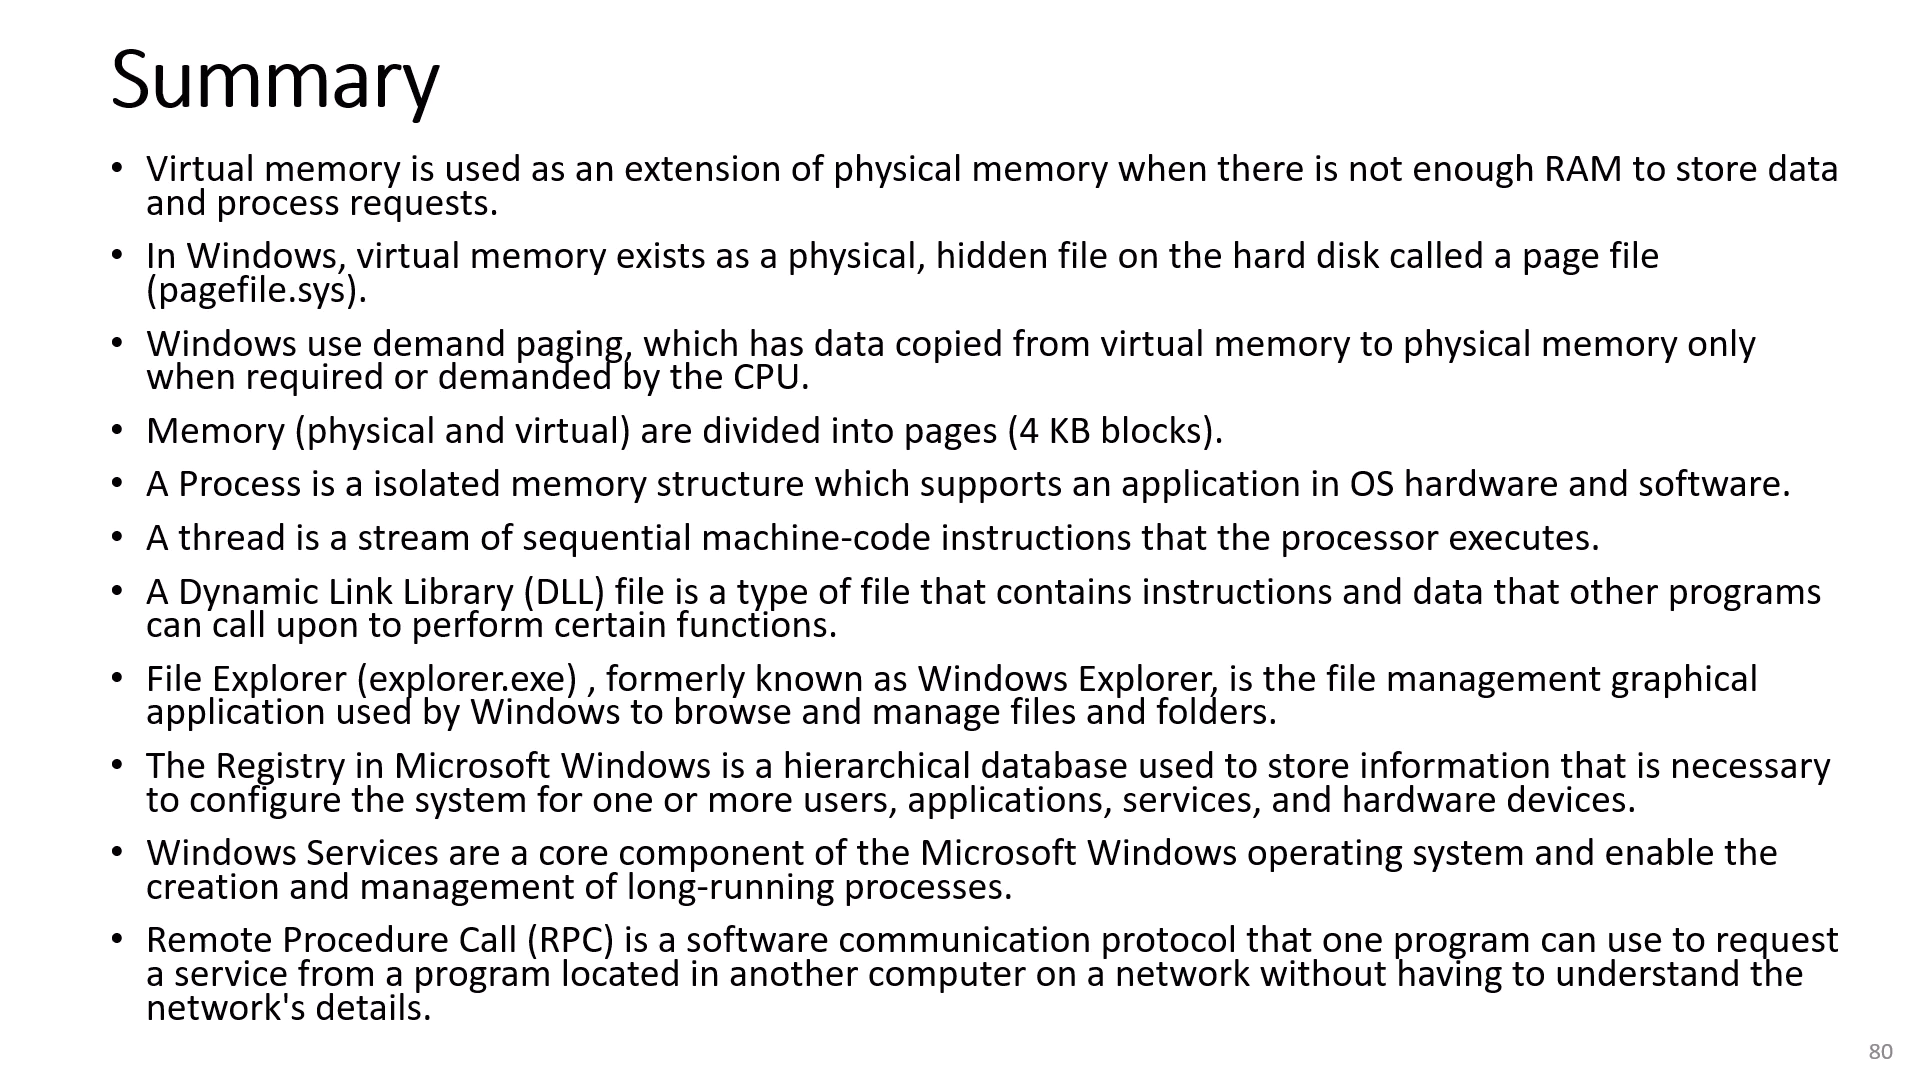 Summary
• Virtual memory is used as an extension of physical memory when there is not enough RAM to store data
and process requests.
• In Windows, virtual memory exists as a physical, hidden file on the hard disk called a page file
(pagefile.sys).
• Windows use demand paging, which has data copied from virtual memory to physical memory only
when required or demanded by the CPU.
• Memory (physical and virtual) are divided into pages (4 KB blocks).
• A Process is a isolated memory structure which supports an application in OS hardware and software.
• A thread is a stream of sequential machine-code instructions that the processor executes.
• A Dynamic Link Library (DLL) file is a type of file that contains instructions and data that other programs
can call upon to perform certain functions.
• File Explorer (explorer.exe) , formerly known as Windows Explorer, is the file management graphical
application used by Windows to browse and manage files and folders.
• The Registry in Microsoft Windows is a hierarchical database used to store information that is necessary
to configure the system for one or more users, applications, services, and hardware devices.
• Windows Services are a core component of the Microsoft Windows operating system and enable the
creation and management of long-running processes.
• Remote Procedure Call (RPC) is a software communication protocol that one program can use to request
a service from a program located in another computer on a network without having to understand the
network's details.
80